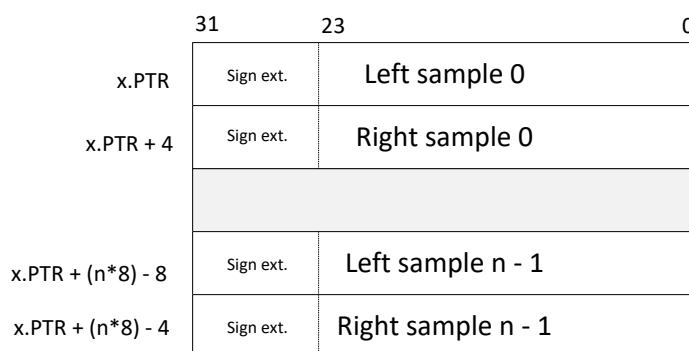 31 23 0
x.PTR Sign ext. Left sample 0
x.PTR + 4 Sign ext. Right sample 0
x.PTR + (n*8) - 8 Sign ext. Left sample n - 1
x.PTR + (n*8) - 4 Sign ext. Right sample n - 1